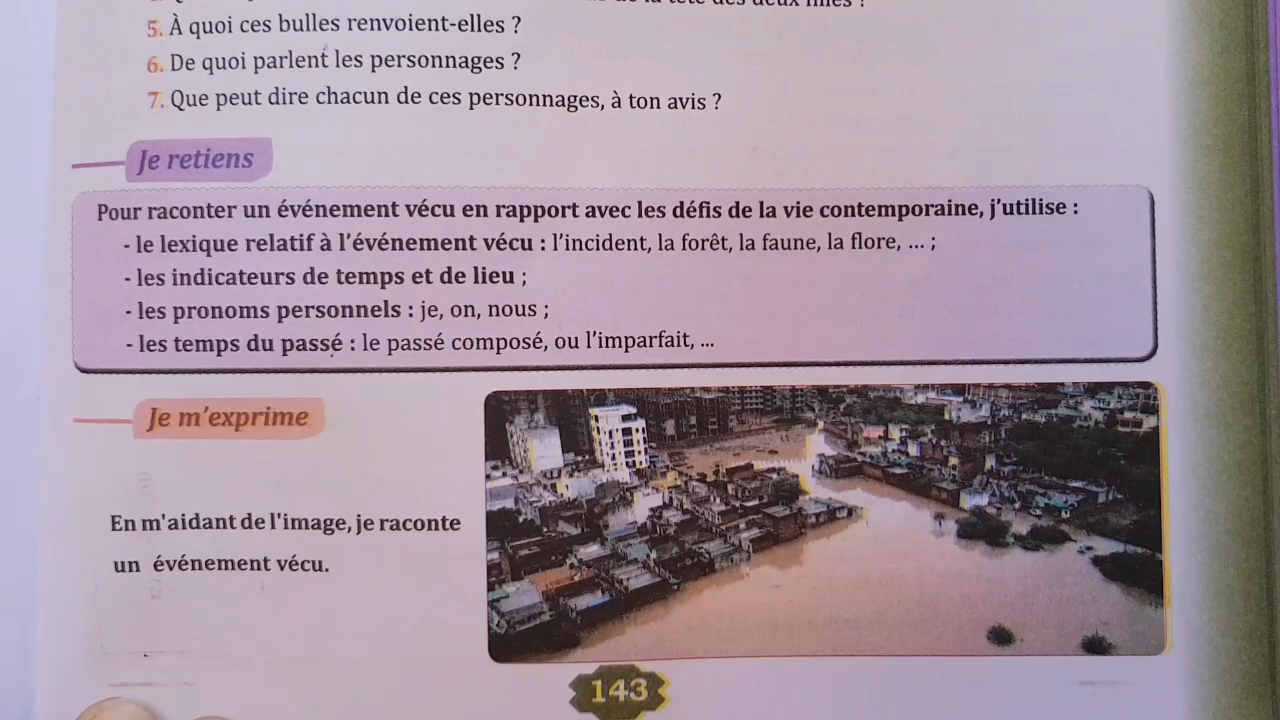 5. À quoi ces bulles renvoient-elles ?
6. De quoi parlent les personnages ?
7. Que peut dire chacun de ces personnages, à ton avis ?
Je retiens
Pour raconter un événement vécu en rapport avec les défis de la vie contemporaine, j'utilise :
- le lexique relatif à l'événement vécu : l'incident, la forêt, la faune, la flore, ... ;
- les indicateurs de temps et de lieu ;
- les pronoms personnels : je, on, nous ;
- les temps du passé : le passé composé, ou l'imparfait, ...
Je m'exprime
En m'aidant de l'image, je raconte
un événement vécu.
143